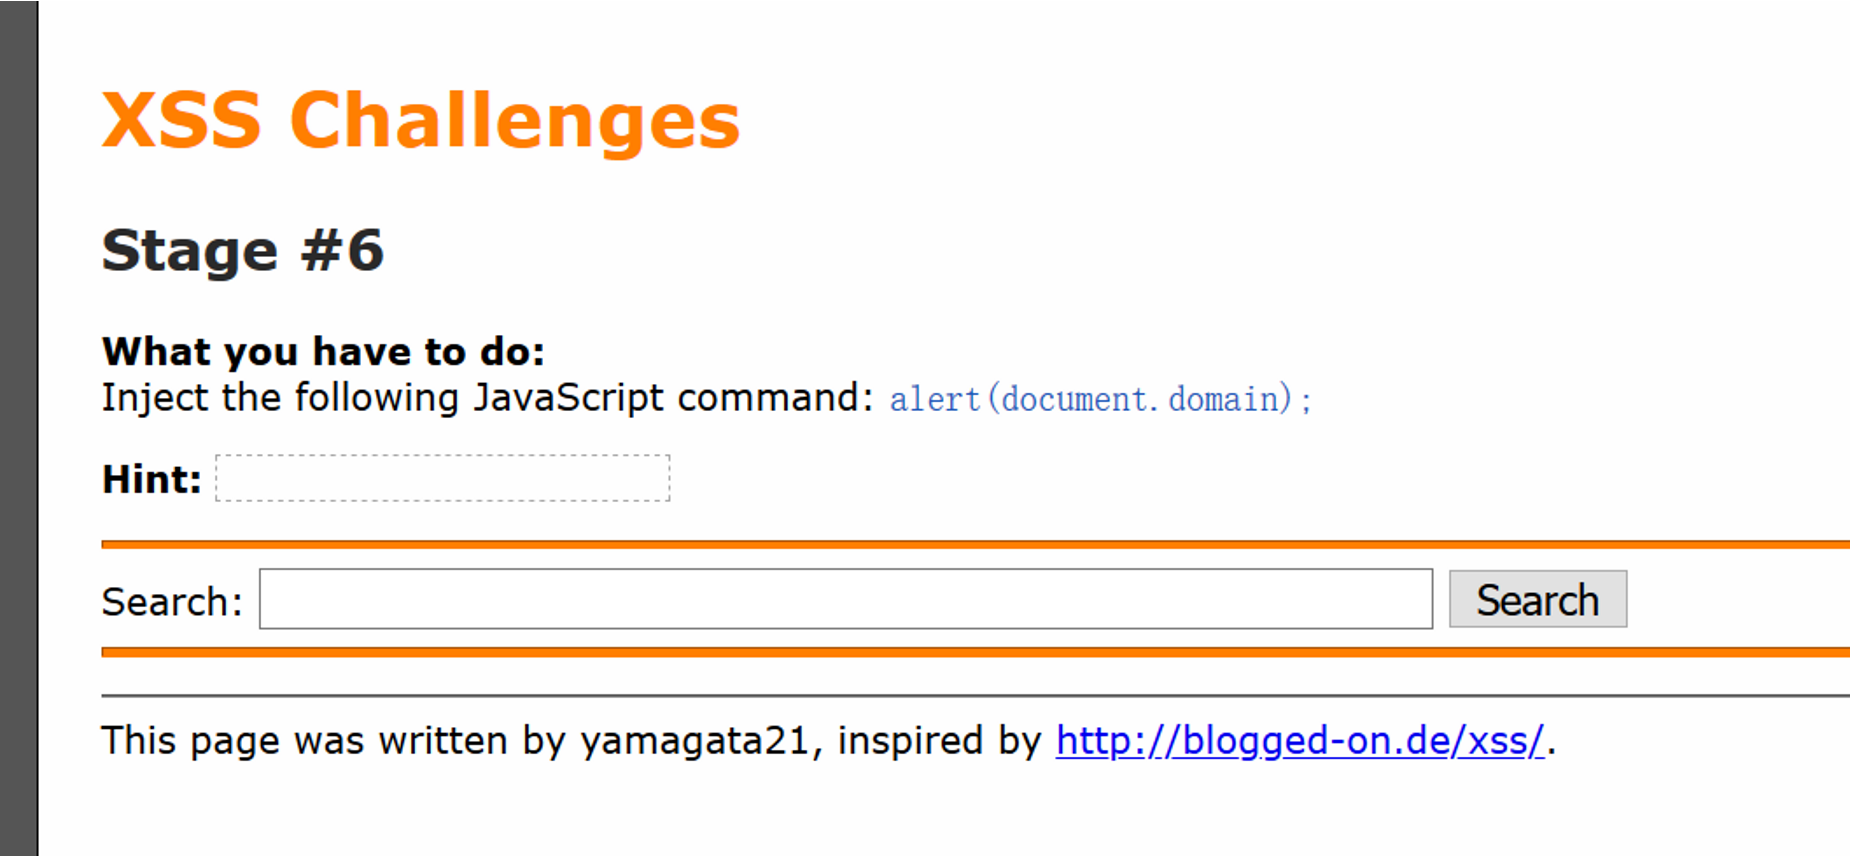 XSS Challenges
Stage #6
What you have to do:
Inject the following JavaScript command: alert(document.domain);
Hint:
Search: Search
This page was written by yamagata21, inspired by http://blogged-on.de/xss/.